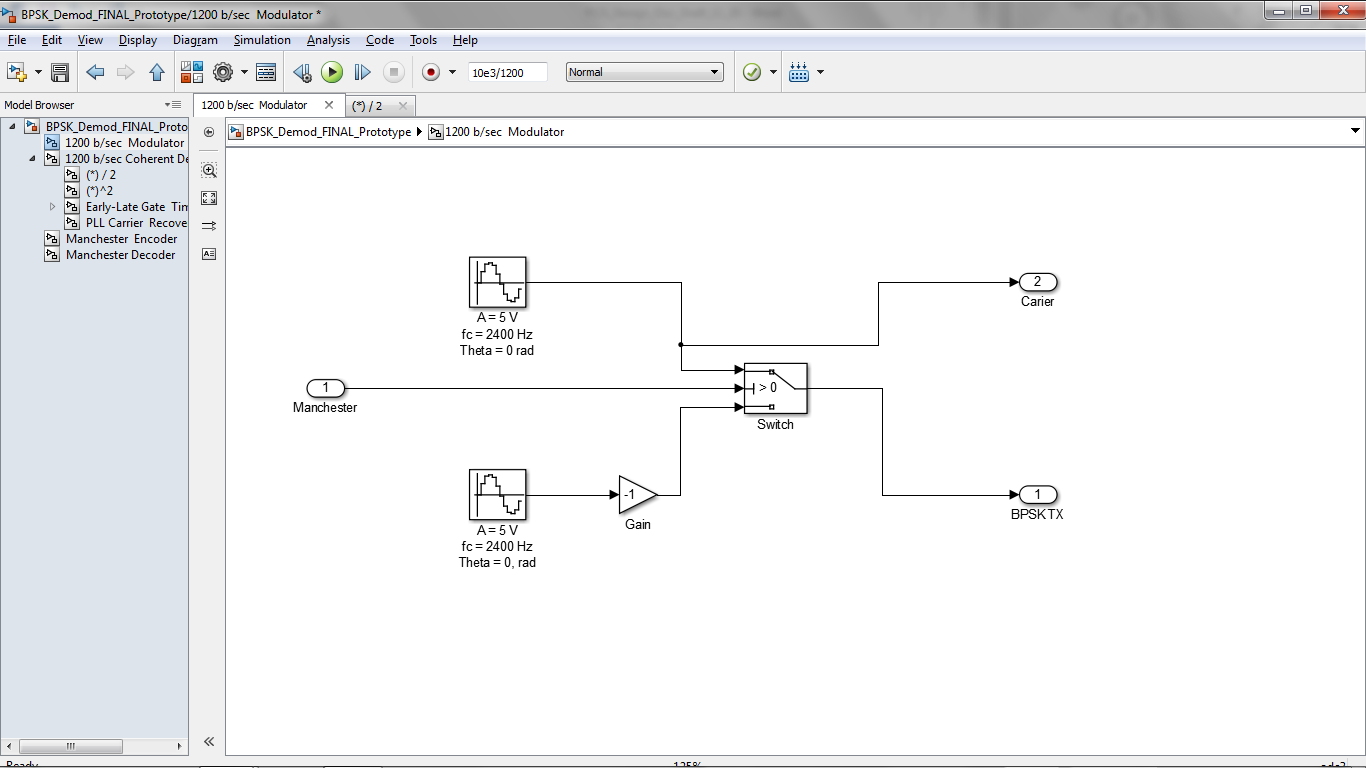 BPSK_Demod_FINAL_Prototype/1200 b/sec Modulator *
File Edit View Display Diagram Simulation Analysis Code Tools Help
10e3/1200
Normal
Model Browser
1200 b/sec Modulator
(*) / 2
BPSK_Demod_FINAL_Proto
1200 b/sec Modulator
1200 b/sec Coherent De
(*) / 2
(*)^2
Early-Late Gate Tin
PLL Carrier Recove
Manchester Encoder
Manchester Decoder
BPSK_Demod_FINAL_Prototype
1200 b/sec Modulator
A = 5 V
fc = 2400 Hz
Theta = 0 rad
2
Carier
1
Manchester
> 0
Switch
A = 5 V
fc = 2400 Hz
Theta = 0, rad
-1
Gain
1
BPSKTX
Ready
125%